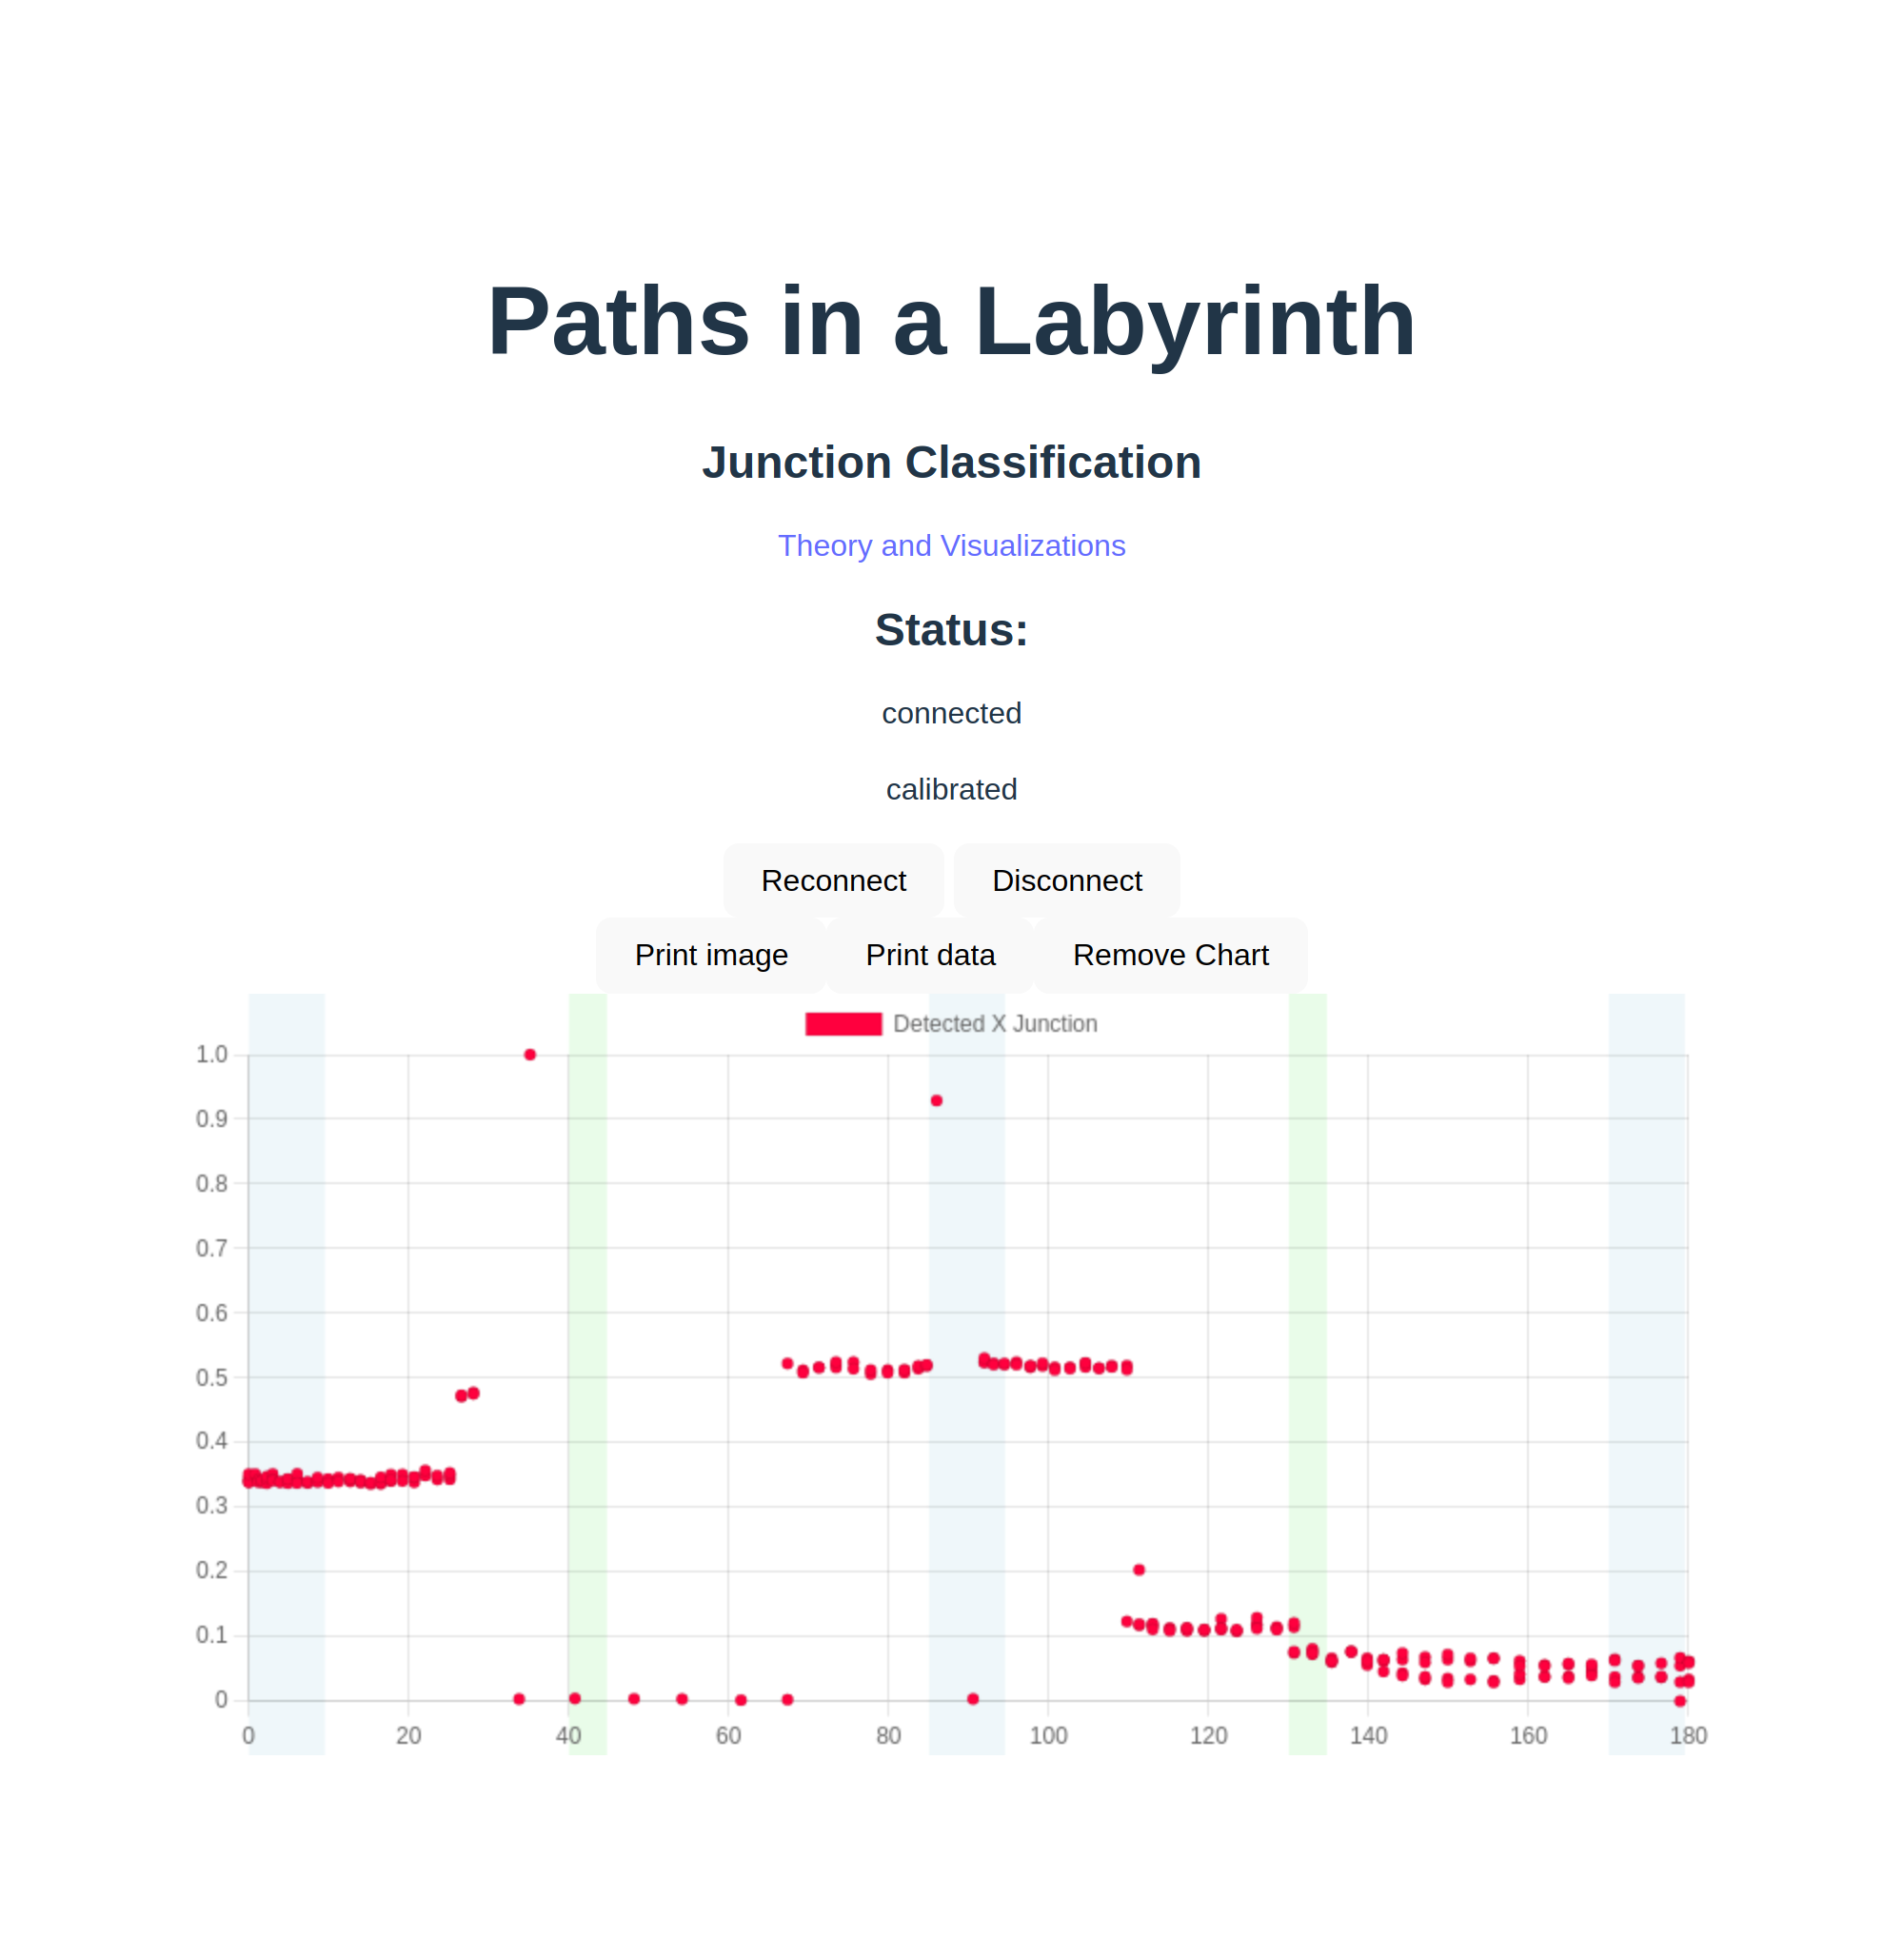 Paths in a Labyrinth
Junction Classification
Theory and Visualizations
Status:
connected
calibrated
Reconnect Disconnect
Print image Print data Remove Chart
Detected X Junction
1.0
0.9
0.8
0.7
0.6
0.5
0.4
0.3
0.2
0.1
0
0 20 40 60 80 100 120 140 160 180